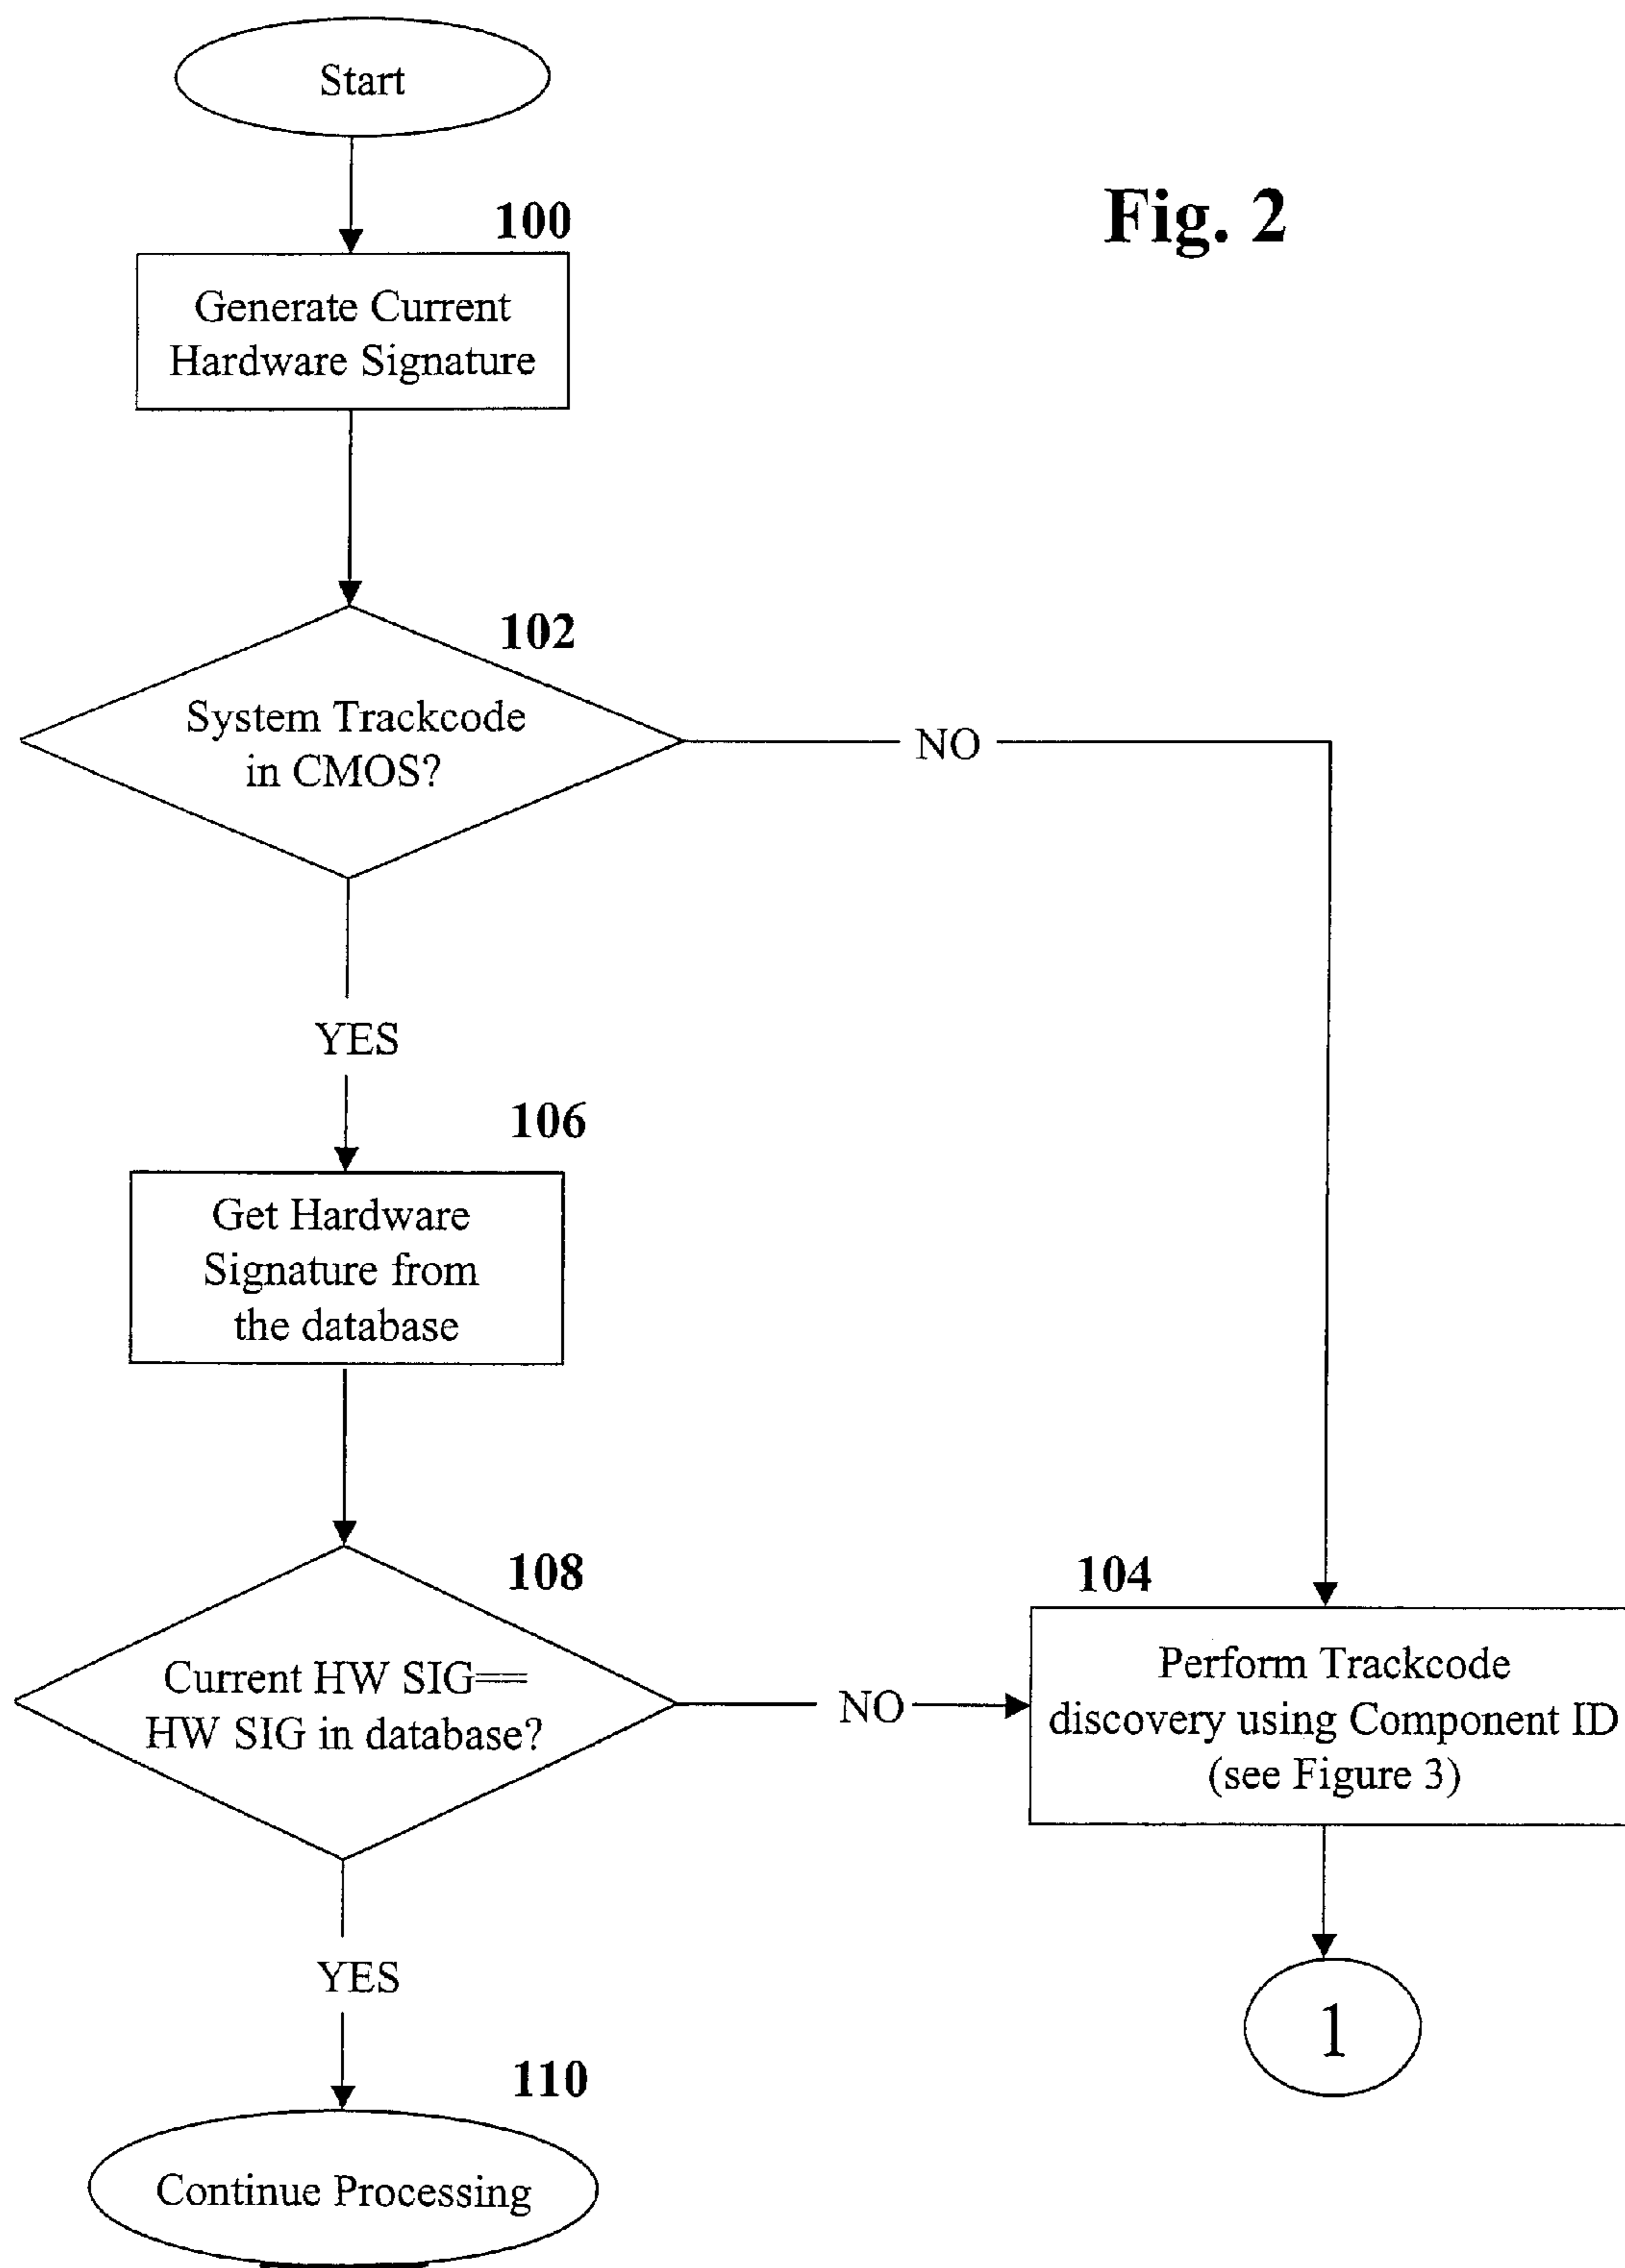 Start
Fig. 2
100
Generate Current
Hardware Signature
102
System Trackcode
in CMOS?
NO
YES
106
Get Hardware
Signature from
the database
108
Current HW SIG==
HW SIG in database?
NO
104
Perform Trackcode
discovery using Component ID
(see Figure 3)
YES
1
110
Continue Processing